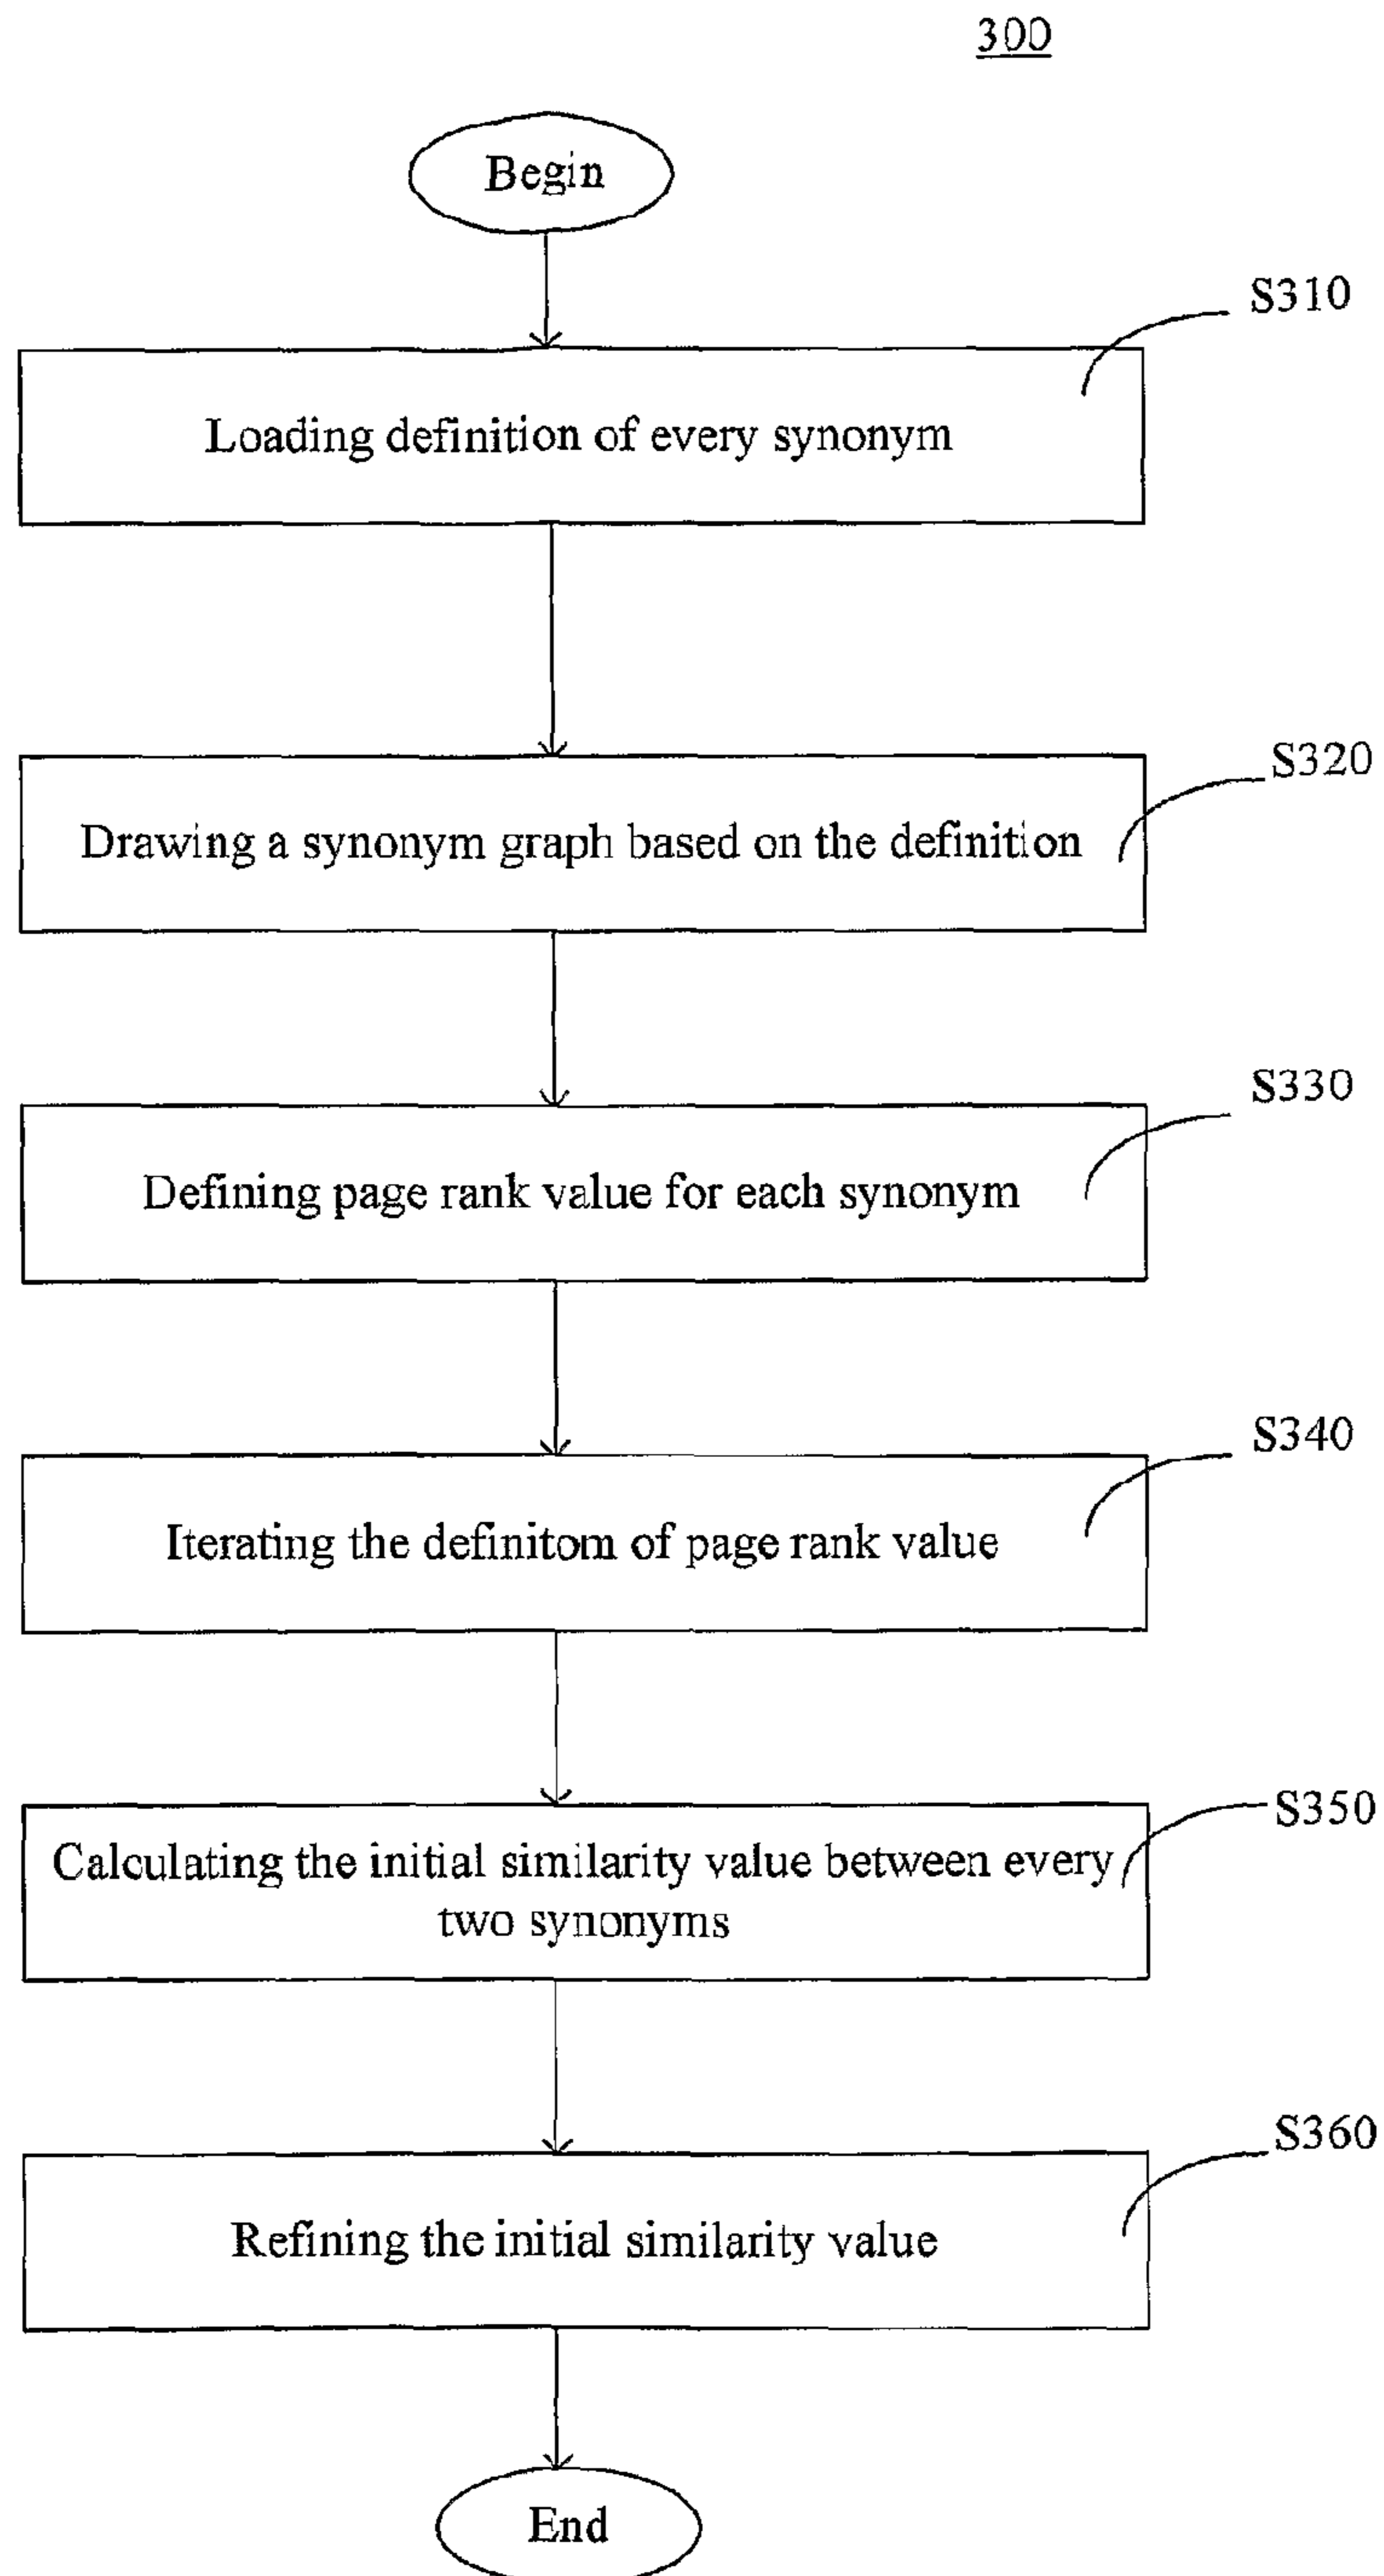 300
Begin
S310
Loading definition of every synonym
S320
Drawing a synonym graph based on the definition
S330
Defining page rank value for each synonym
S340
Iterating the definitom of page rank value
S350
Calculating the initial similarity value between every
two synonyms
S360
Refining the initial similarity value
End